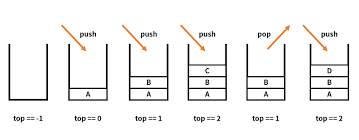 push push push pop push
C D
B B B B
A A A A A
top == -1 top == 0 top == 1 top == 2 top == 1 top == 2